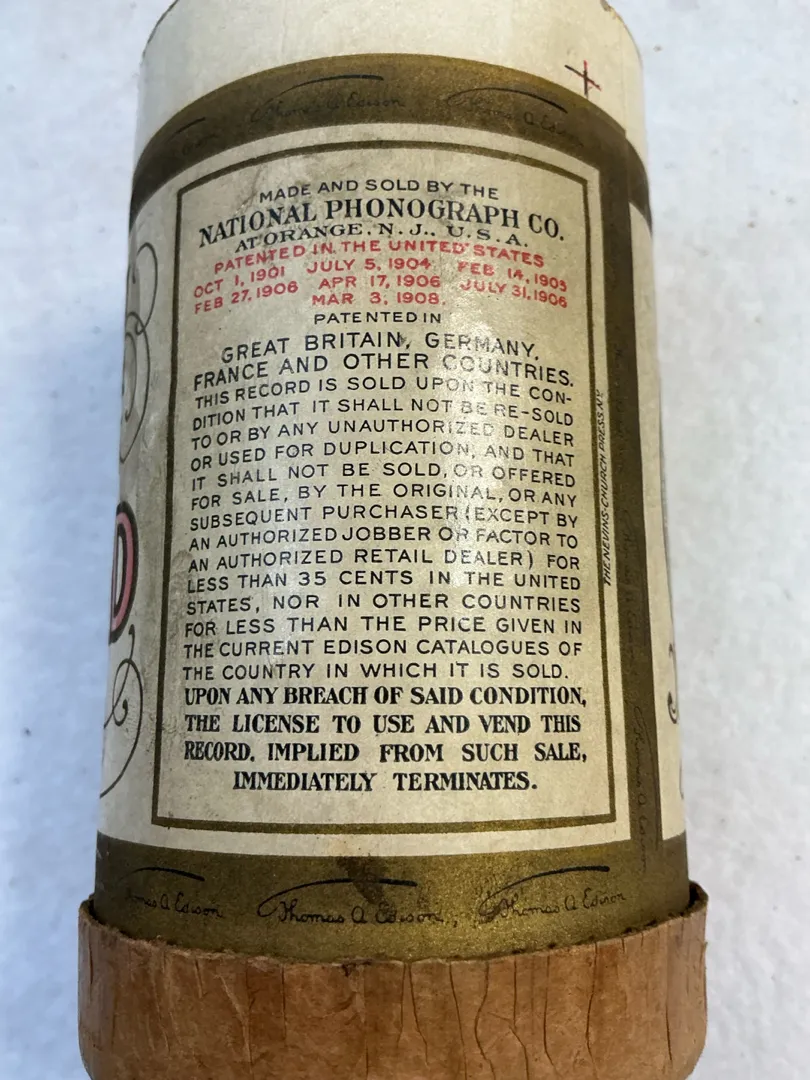 Thomas A Edison
Thomas A. Edison
MADE AND SOLD BY THE
NATIONAL PHONOGRAPH CO.
AT ORANGE, N. J., U. S. A.
PATENTED IN THE UNITED STATES
OCT 1, 1901 JULY 5, 1904 FEB 14, 1905
FEB 27, 1906 APR 17, 1906 JULY 31, 1906
MAR 3, 1908.
PATENTED IN
GREAT BRITAIN, GERMANY,
FRANCE AND OTHER COUNTRIES.
THIS RECORD IS SOLD UPON THE CON-
DITION THAT IT SHALL NOT BE RE-SOLD
TO OR BY ANY UNAUTHORIZED DEALER
OR USED FOR DUPLICATION, AND THAT
IT SHALL NOT BE SOLD, OR OFFERED
FOR SALE, BY THE ORIGINAL, OR ANY
SUBSEQUENT PURCHASER (EXCEPT BY
AN AUTHORIZED JOBBER OR FACTOR TO
AN AUTHORIZED RETAIL DEALER) FOR
LESS THAN 35 CENTS IN THE UNITED
STATES, NOR IN OTHER COUNTRIES
FOR LESS THAN THE PRICE GIVEN IN
THE CURRENT EDISON CATALOGUES OF
THE COUNTRY IN WHICH IT IS SOLD.
UPON ANY BREACH OF SAID CONDITION,
THE LICENSE TO USE AND VEND THIS
RECORD, IMPLIED FROM SUCH SALE,
IMMEDIATELY TERMINATES.
THE NEVINS-CHURCH PRESS N.Y.
D
Thomas A. Edison
Thomas A Edison
Thomas A Edison